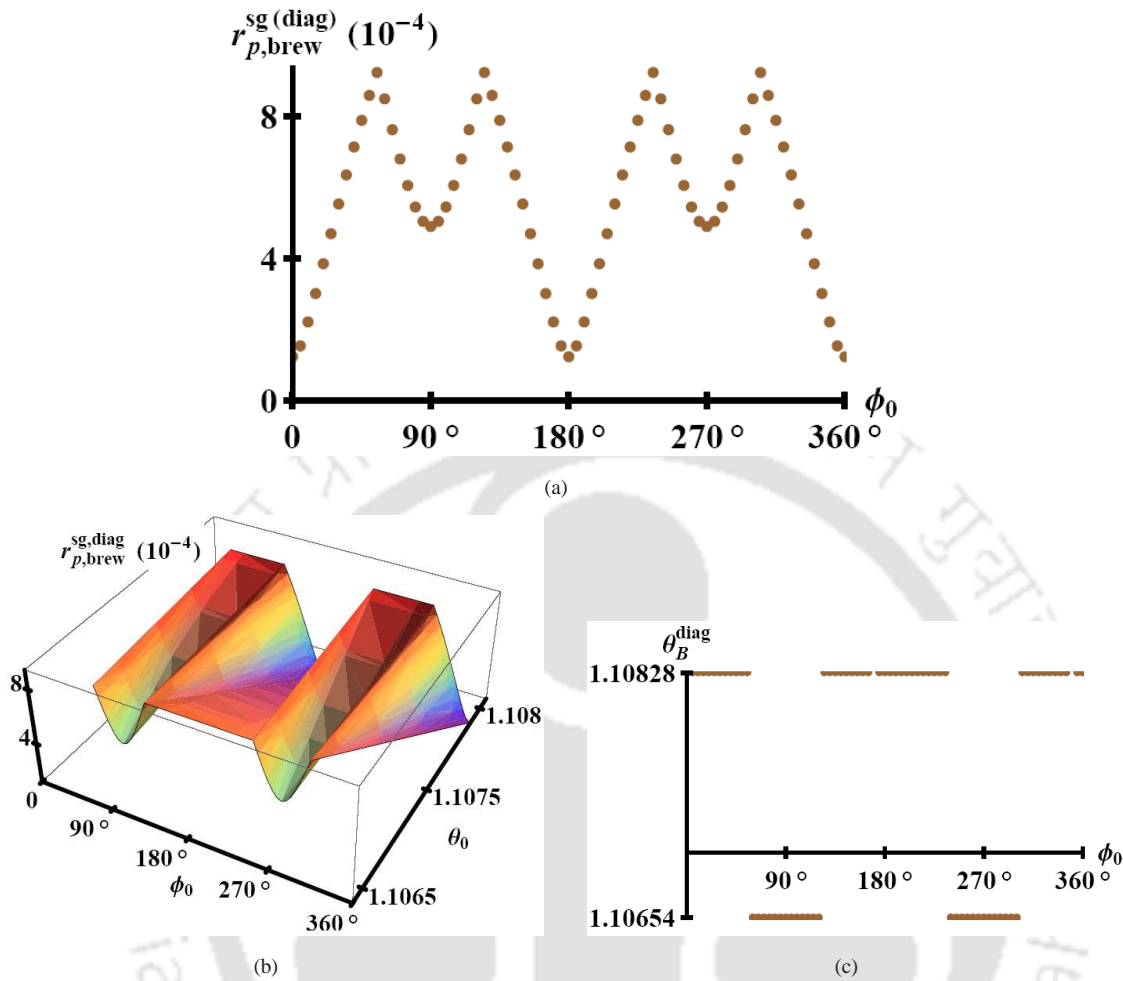 r_{p,brew}^{sg (diag)} (10^{-4})
8
4
0
0 90° 180° 270° 360° ϕ_0
(a)
r_{p,brew}^{sg,diag} (10^{-4})
8
4
0
90°
180°
270°
360°
ϕ_0
1.108
1.1075
1.1065
θ_0
(b)
θ_B^{diag}
1.10828
ϕ_0
90° 180° 270° 360°
1.10654
(c)